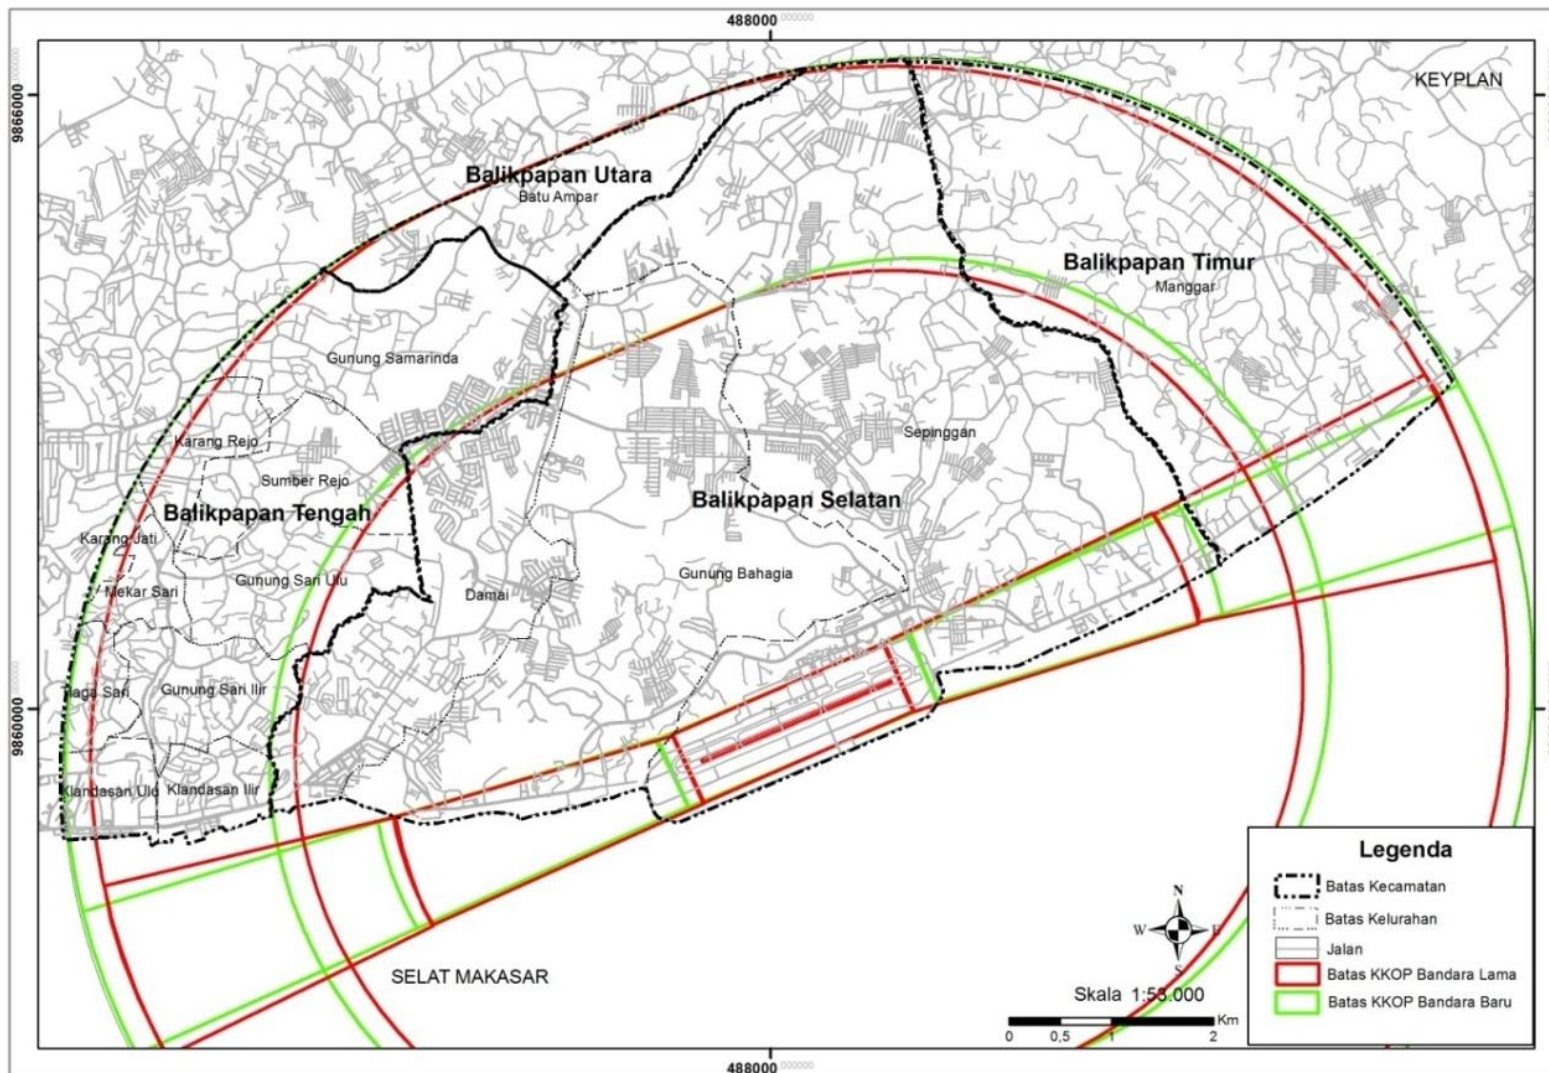 488000
,000000
KEYPLAN
9866000
Balikpapan Utara
Batu Ampar
Balikpapan Timur
Manggar
Gunung Samarinda
Karang Rejo
Sepinggan
Sumber Rejo
Balikpapan Selatan
Balikpapan Tengah
Karang Jati
Gunung Bahagia
Gunung Sari Ulu
Mekar Sari
Damai
Gunung Sari Ilir
9860000
Klandasan Ulu
Klandasan Ilir
Legenda
Batas Kecamatan
Batas Kelurahan
Jalan
Batas KKOP Bandara Lama
Batas KKOP Bandara Baru
N
W
E
S
SELAT MAKASAR
Skala 1:53.000
Km
0 0,5 1 2
488000
,000000